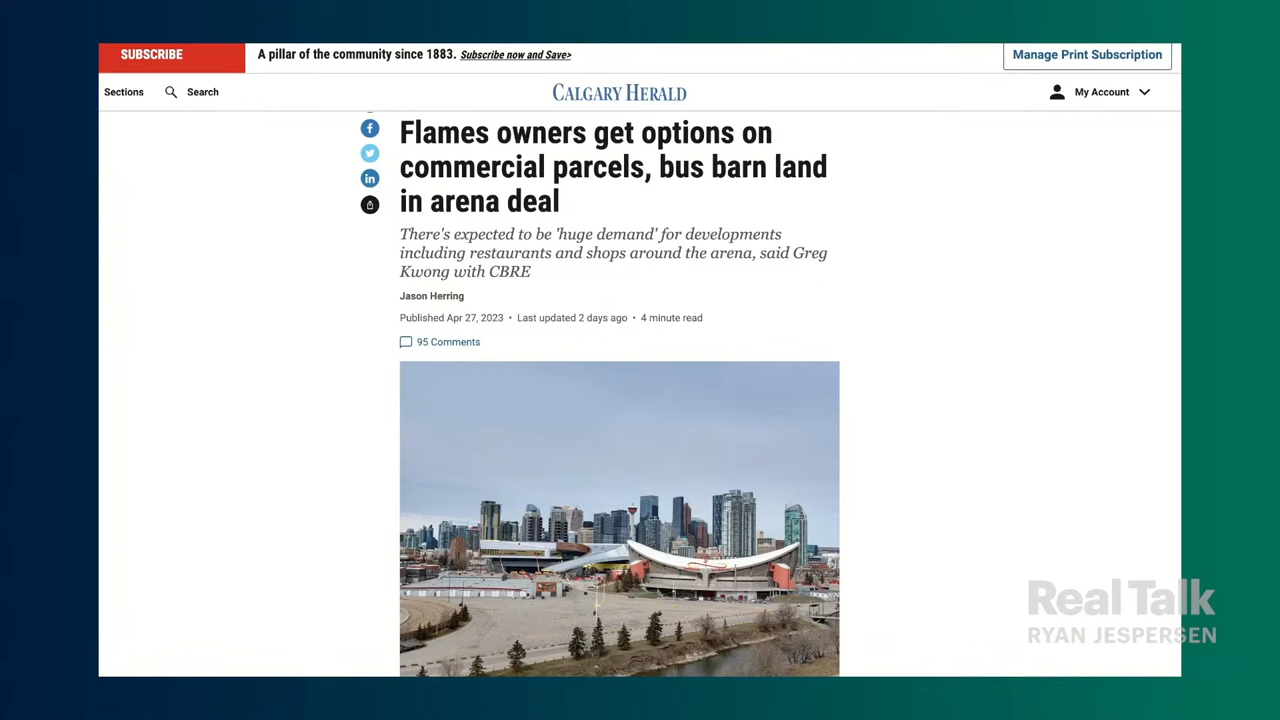 SUBSCRIBE
A pillar of the community since 1883. Subscribe now and Save>
Manage Print Subscription
Sections
Search
CALGARY HERALD
My Account
Flames owners get options on
commercial parcels, bus barn land
in arena deal
There's expected to be 'huge demand' for developments
including restaurants and shops around the arena, said Greg
Kwong with CBRE
Jason Herring
Published Apr 27, 2023 • Last updated 2 days ago • 4 minute read
95 Comments
Real Talk
RYAN JESPERSEN